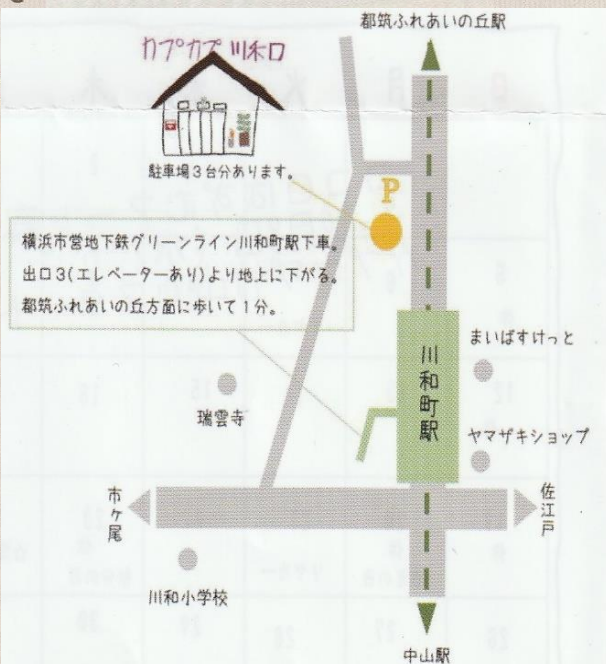 都筑ふれあいの丘駅
カプカプ川和
駐車場3台分あります。
P
横浜市営地下鉄グリーンライン川和町駅下車。
出口3(エレベーターあり)より地上に下がる。
都筑ふれあいの丘方面に歩いて1分。
川和町駅
まいばすけっと
ヤマザキショップ
瑞雲寺
市ヶ尾
佐江戸
川和小学校
中山駅